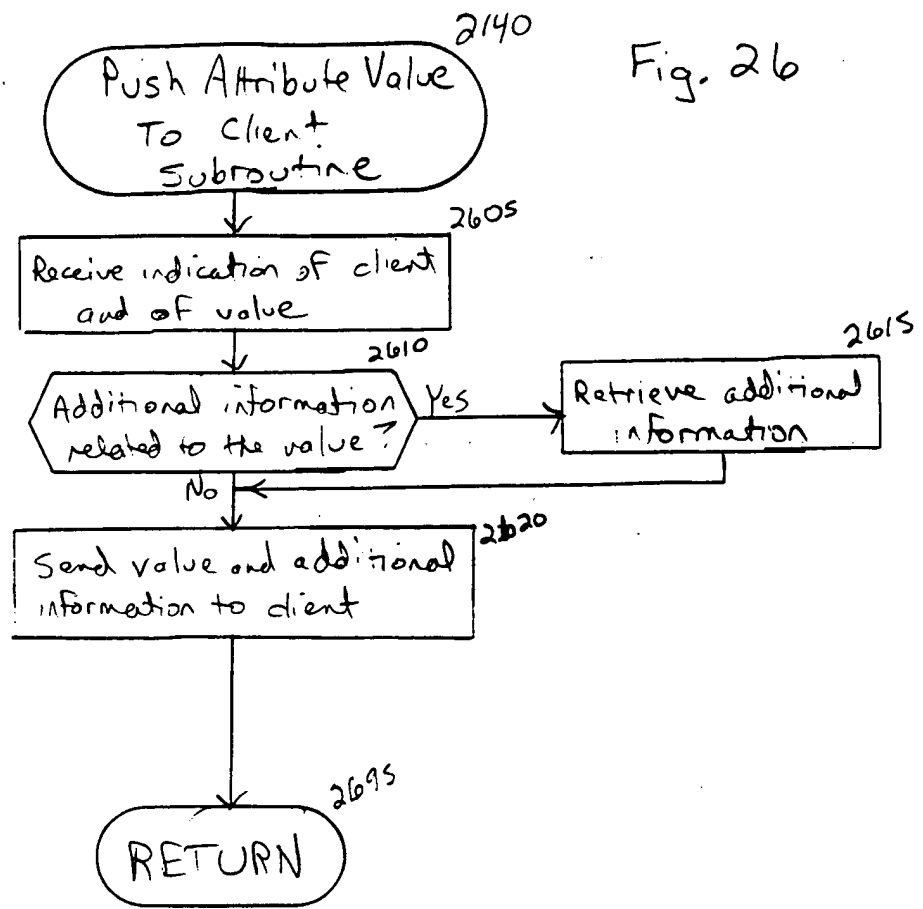 2140
Fig. 26
Push Attribute Value
To Client
Subroutine
2605
Receive indication of client
and of value
2610
2615
Additional information
related to the value?
Yes
Retrieve additional
information
No
2620
Send value and additional
information to client
2695
RETURN